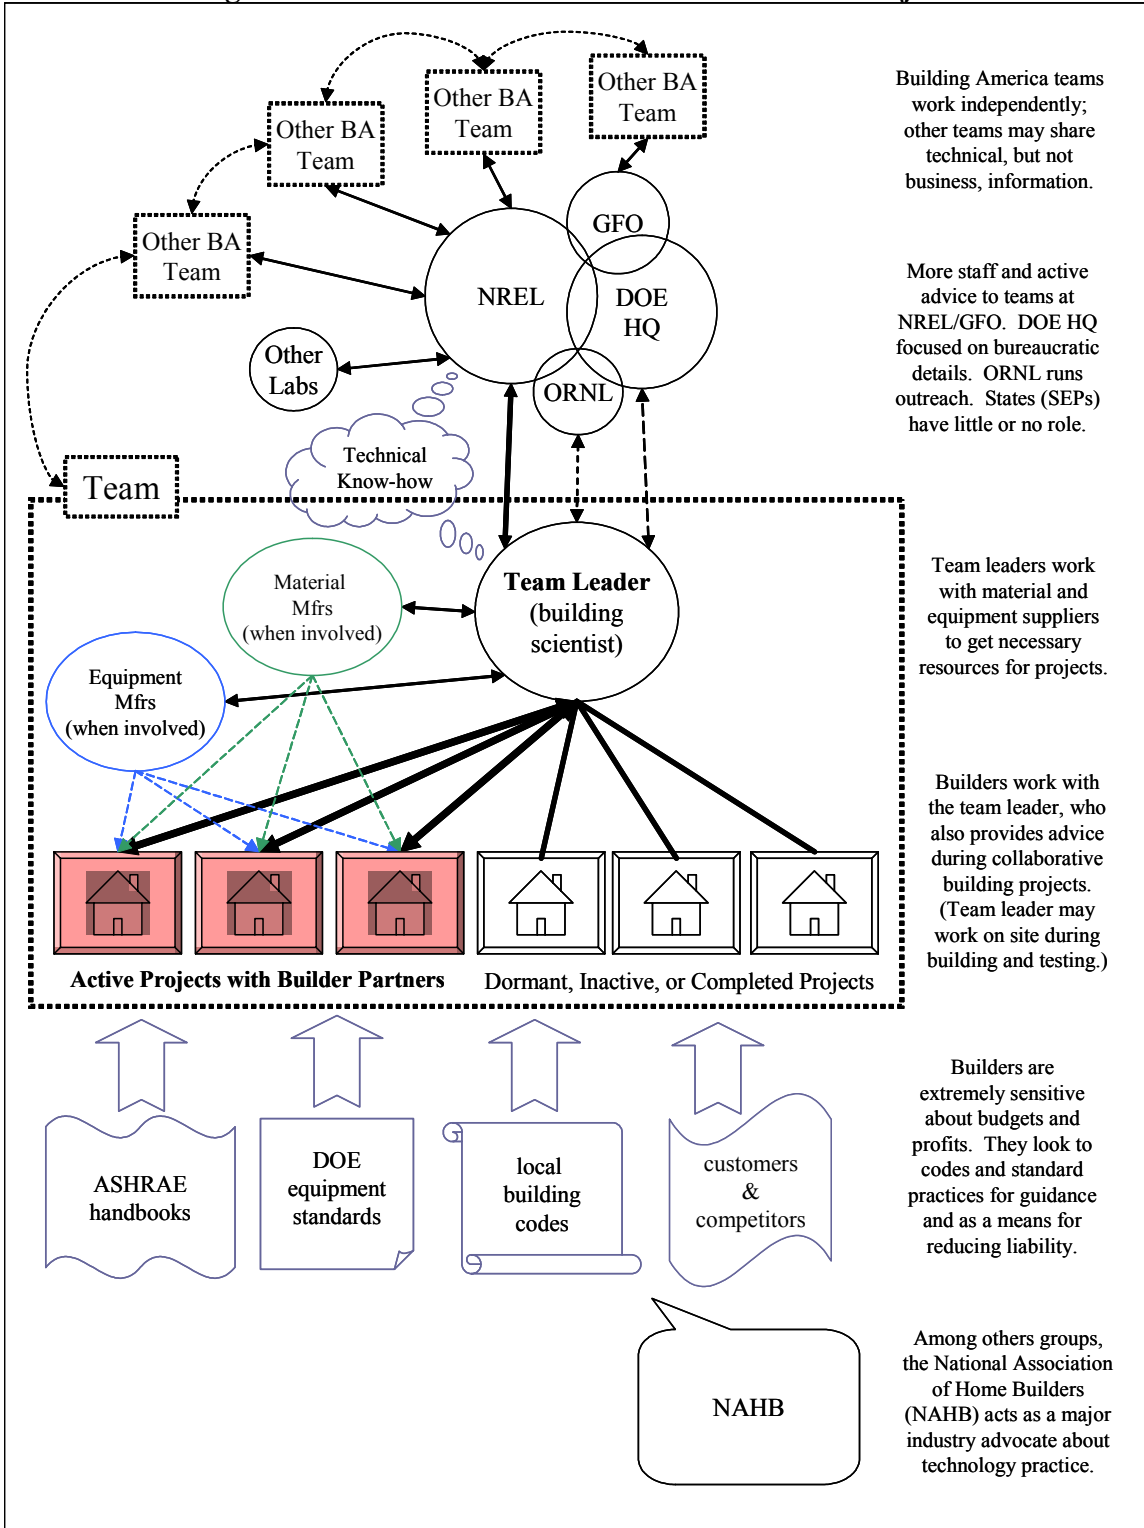 Other BA
Team
Other BA
Team
Other BA
Team
Other BA
Team
Building America teams
work independently;
other teams may share
technical, but not
business, information.
GFO
NREL
DOE
HQ
Other
Labs
ORNL
More staff and active
advice to teams at
NREL/GFO.  DOE HQ
focused on bureaucratic
details.  ORNL runs
outreach.  States (SEPs)
have little or no role.
Technical
Know-how
Team
Team Leader
(building
scientist)
Material
Mfrs
(when involved)
Equipment
Mfrs
(when involved)
Team leaders work
with material and
equipment suppliers
to get necessary
resources for projects.
Builders work with
the team leader, who
also provides advice
during collaborative
building projects.
(Team leader may
work on site during
building and testing.)
Active Projects with Builder Partners
Dormant, Inactive, or Completed Projects
ASHRAE
handbooks
DOE
equipment
standards
local
building
codes
customers
&
competitors
Builders are
extremely sensitive
about budgets and
profits.  They look to
codes and standard
practices for guidance
and as a means for
reducing liability.
NAHB
Among others groups,
the National Association
of Home Builders
(NAHB) acts as a major
industry advocate about
technology practice.